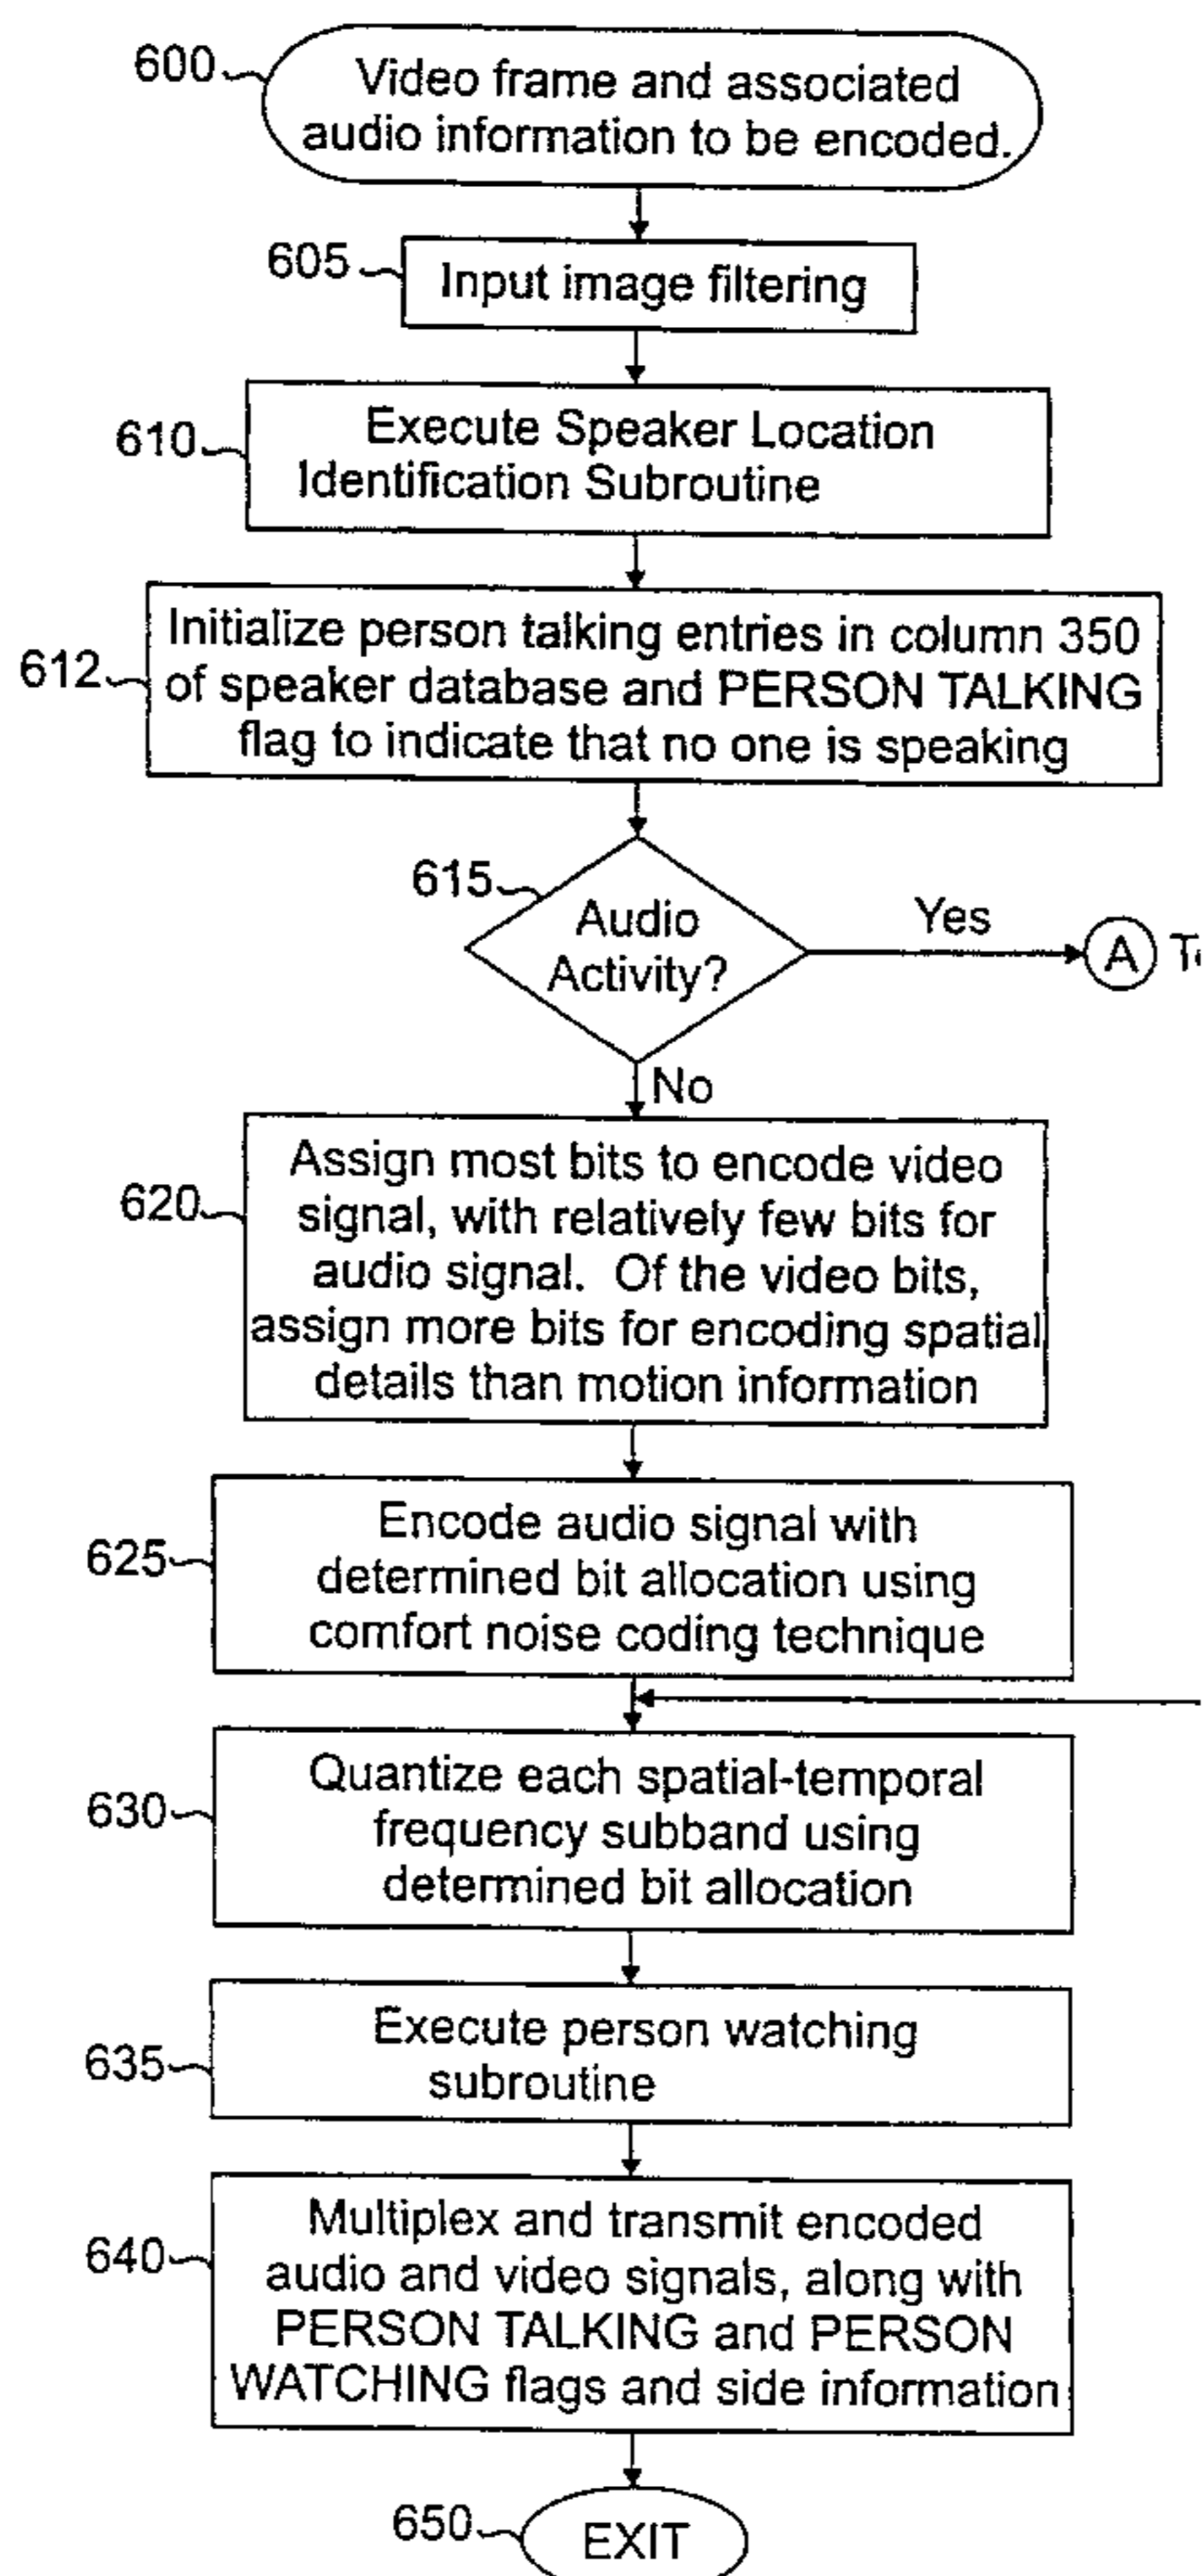 600
Video frame and associated
audio information to be encoded.
605
Input image filtering
610
Execute Speaker Location
Identification Subroutine
612
Initialize person talking entries in column 350
of speaker database and PERSON TALKING
flag to indicate that no one is speaking
615
Audio
Activity?
Yes
A
No
620
Assign most bits to encode video
signal, with relatively few bits for
audio signal. Of the video bits,
assign more bits for encoding spatial
details than motion information
625
Encode audio signal with
determined bit allocation using
comfort noise coding technique
630
Quantize each spatial-temporal
frequency subband using
determined bit allocation
635
Execute person watching
subroutine
640
Multiplex and transmit encoded
audio and video signals, along with
PERSON TALKING and PERSON
WATCHING flags and side information
650
EXIT